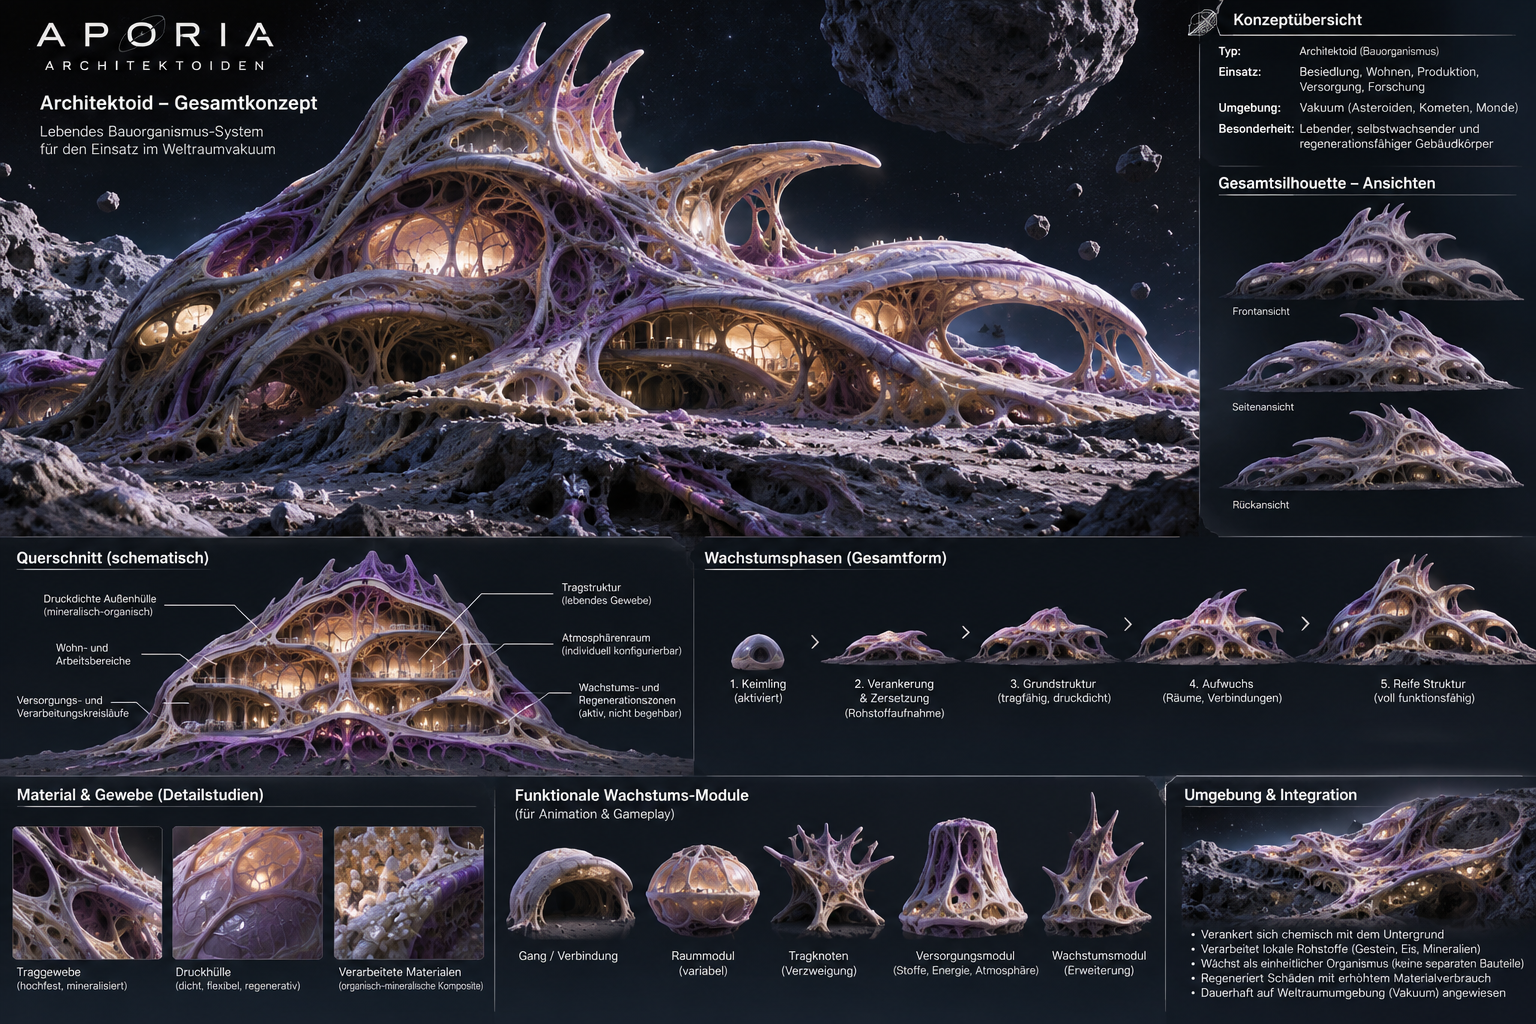 APORIA
ARCHITEKTOIDEN
Architektoid – Gesamtkonzept
Lebendes Bauorganismus-System
für den Einsatz im Weltraumvakuum
Konzeptübersicht
Typ: Architektoid (Bauorganismus)
Einsatz: Besiedlung, Wohnen, Produktion,
Versorgung, Forschung
Umgebung: Vakuum (Asteroiden, Kometen, Monde)
Besonderheit: Lebender, selbstwachsender und
regenerationsfähiger Gebäudkörper
Gesamtsilhouette – Ansichten
Frontansicht
Seitenansicht
Rückansicht
Querschnitt (schematisch)
Druckdichte Außenhülle
(mineralisch-organisch)
Wohn- und
Arbeitsbereiche
Versorgungs- und
Verarbeitungskreisläufe
Tragstruktur
(lebendes Gewebe)
Atmosphärenraum
(individuell konfigurierbar)
Wachstums- und
Regenerationszonen
(aktiv, nicht begehbar)
Wachstumsphasen (Gesamtform)
1. Keimling
(aktiviert)
2. Verankerung
& Zersetzung
(Rohstoffaufnahme)
3. Grundstruktur
(tragfähig, druckdicht)
4. Aufwuchs
(Räume, Verbindungen)
5. Reife Struktur
(voll funktionsfähig)
Material & Gewebe (Detailstudien)
Traggewebe
(hochfest, mineralisiert)
Druckhülle
(dicht, flexibel, regenerativ)
Verarbeitete Materialen
(organisch-mineralische Komposite)
Funktionale Wachstums-Module
(für Animation & Gameplay)
Gang / Verbindung
Raummodul
(variabel)
Tragknoten
(Verzweigung)
Versorgungsmodul
(Stoffe, Energie, Atmosphäre)
Wachstumsmodul
(Erweiterung)
Umgebung & Integration
• Verankert sich chemisch mit dem Untergrund
• Verarbeitet lokale Rohstoffe (Gestein, Eis, Mineralien)
• Wächst als einheitlicher Organismus (keine separaten Bauteile)
• Regeneriert Schäden mit erhöhtem Materialverbrauch
• Dauerhaft auf Weltraumumgebung (Vakuum) angewiesen